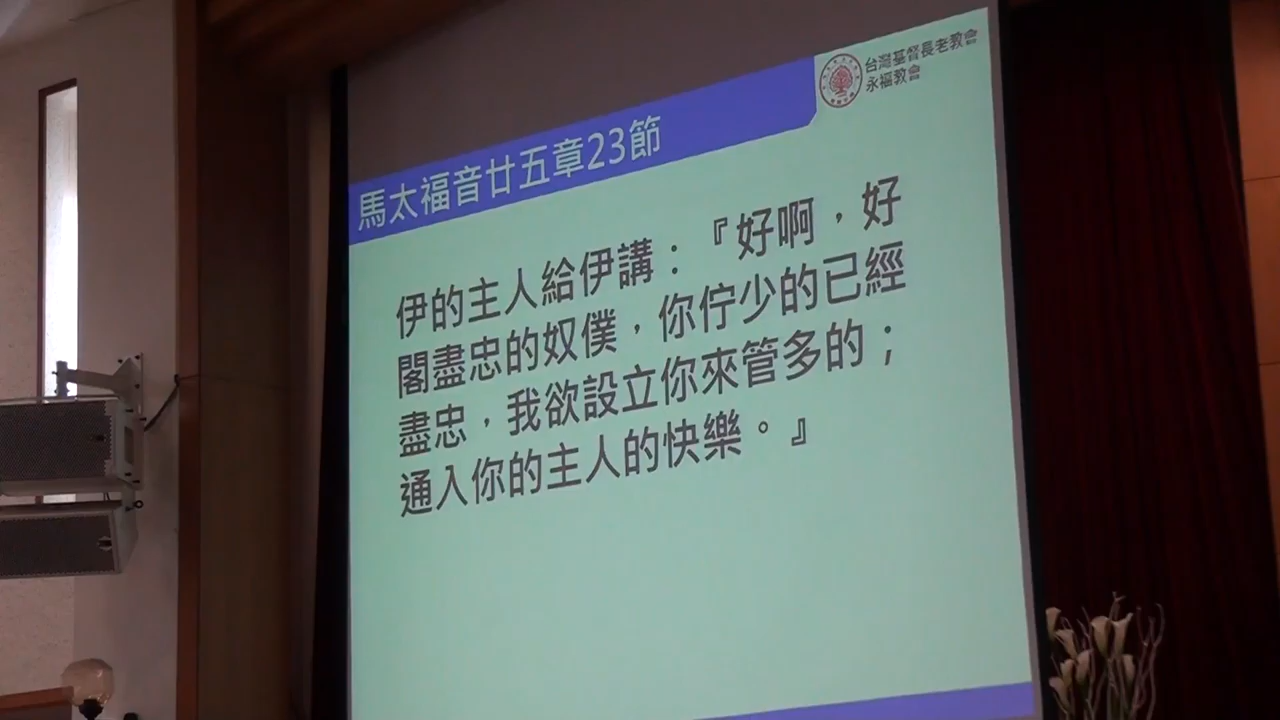 台灣基督長老教會
永福教會
馬太福音廿五章23節
伊的主人給伊講：『好啊，好
閣盡忠的奴僕，你佇少的已經
盡忠，我欲設立你來管多的；
通入你的主人的快樂。』